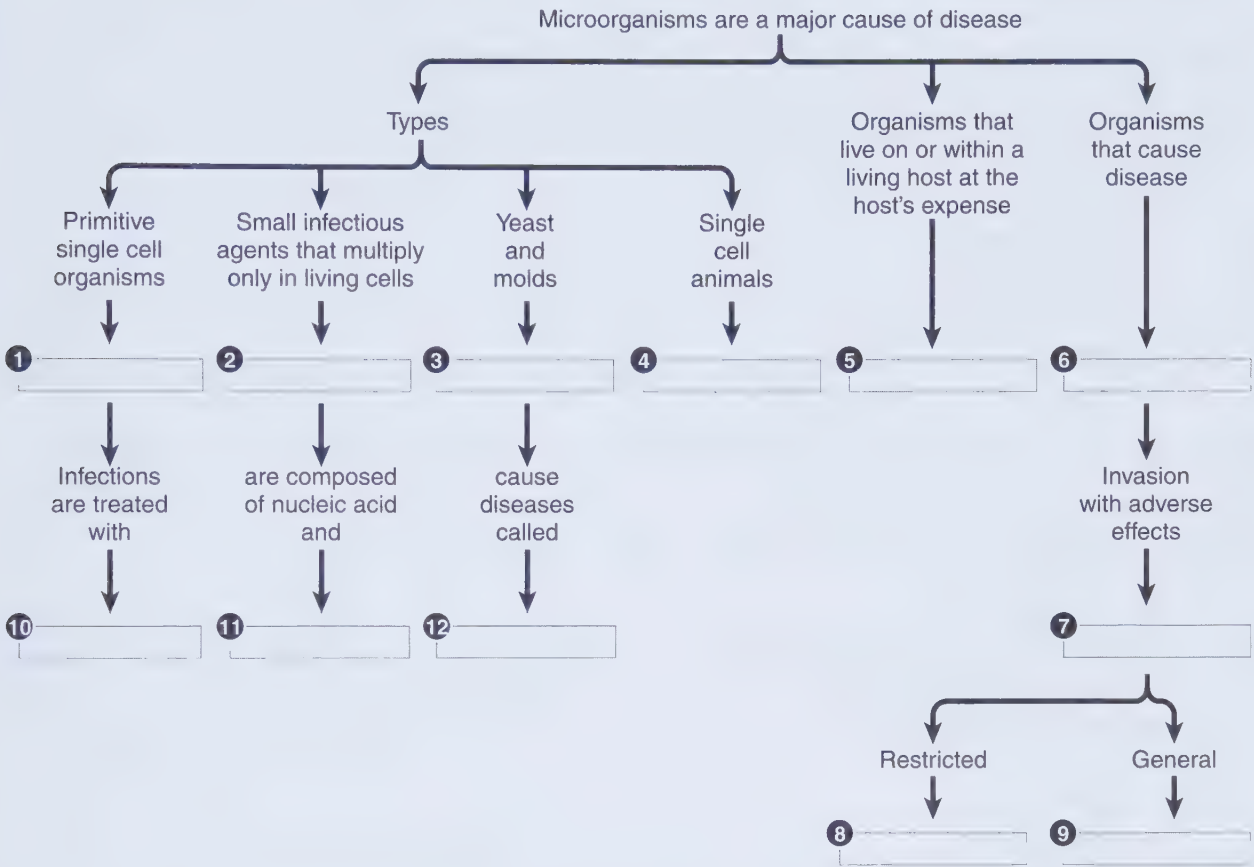 Microorganisms are a major cause of disease
Types
Organisms that
live on or within a
living host at the
host's expense
Organisms
that cause
disease
Primitive
single cell
organisms
Small infectious
agents that multiply
only in living cells
Yeast
and
molds
Single
cell
animals
1
2
3
4
5
6
Infections
are treated
with
are composed
of nucleic acid
and
cause
diseases
called
Invasion
with adverse
effects
10
11
12
7
Restricted
General
8
9